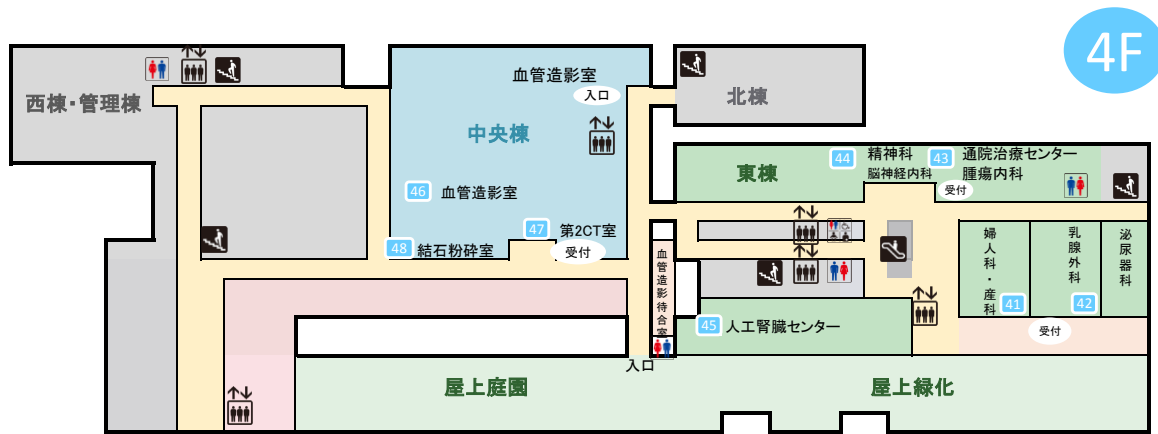 4F
西棟・管理棟
血管造影室
入口
中央棟
北棟
46 血管造影室
47 第2CT室
受付
48 結石粉砕室
東棟
44 精神科
脳神経内科
43 通院治療センター
腫瘍内科
受付
血管造影待合室
婦人科・産科
41
乳腺外科
42
泌尿器科
受付
45 人工腎臓センター
入口
屋上庭園
屋上緑化